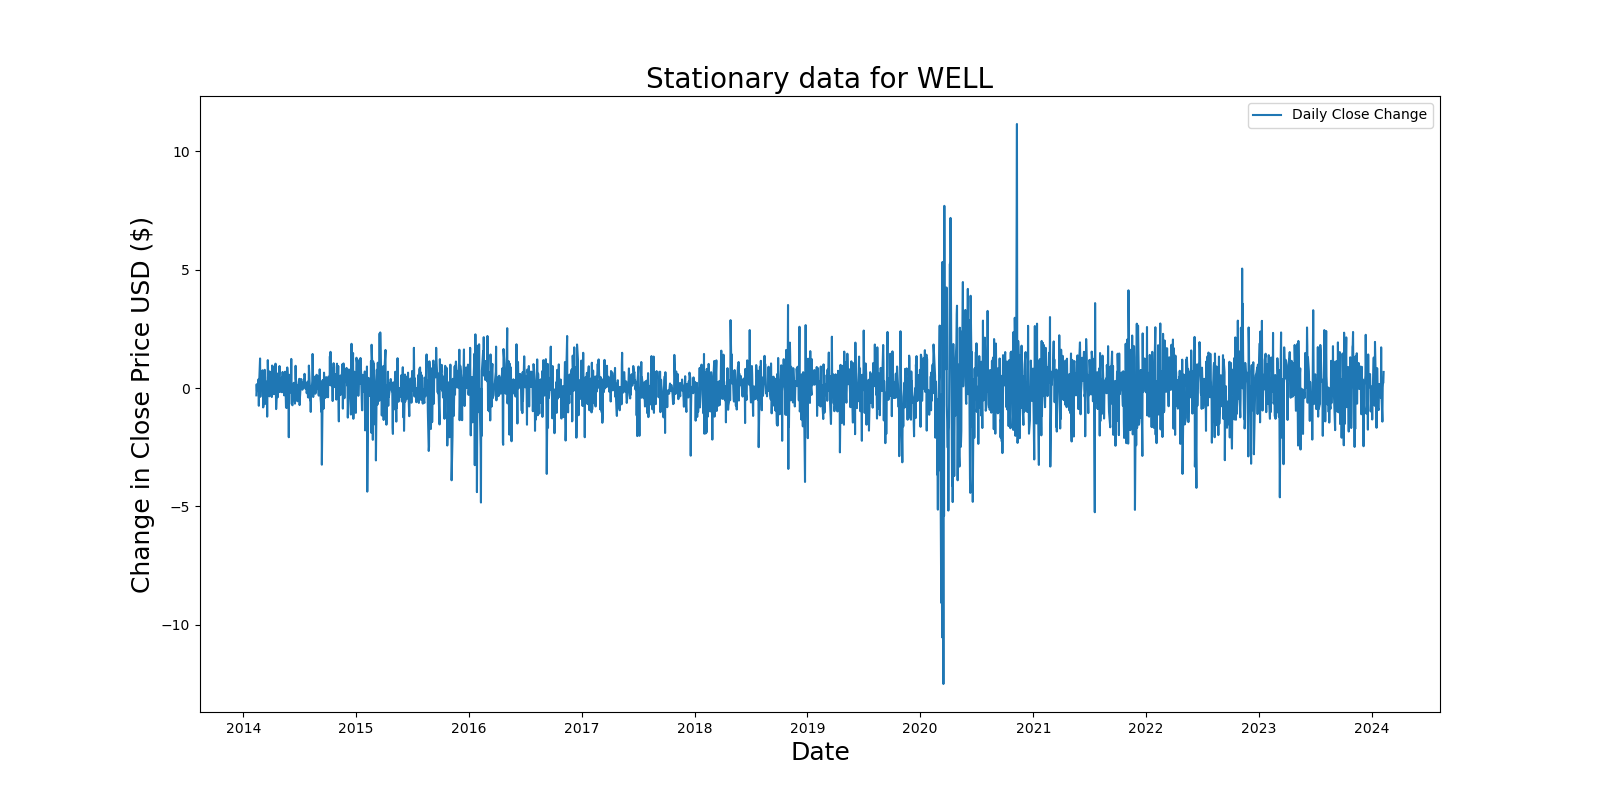 Stationary data for WELL
Daily Close Change
Change in Close Price USD ($)
10
5
0
−5
−10
2014 2015 2016 2017 2018 2019 2020 2021 2022 2023 2024
Date